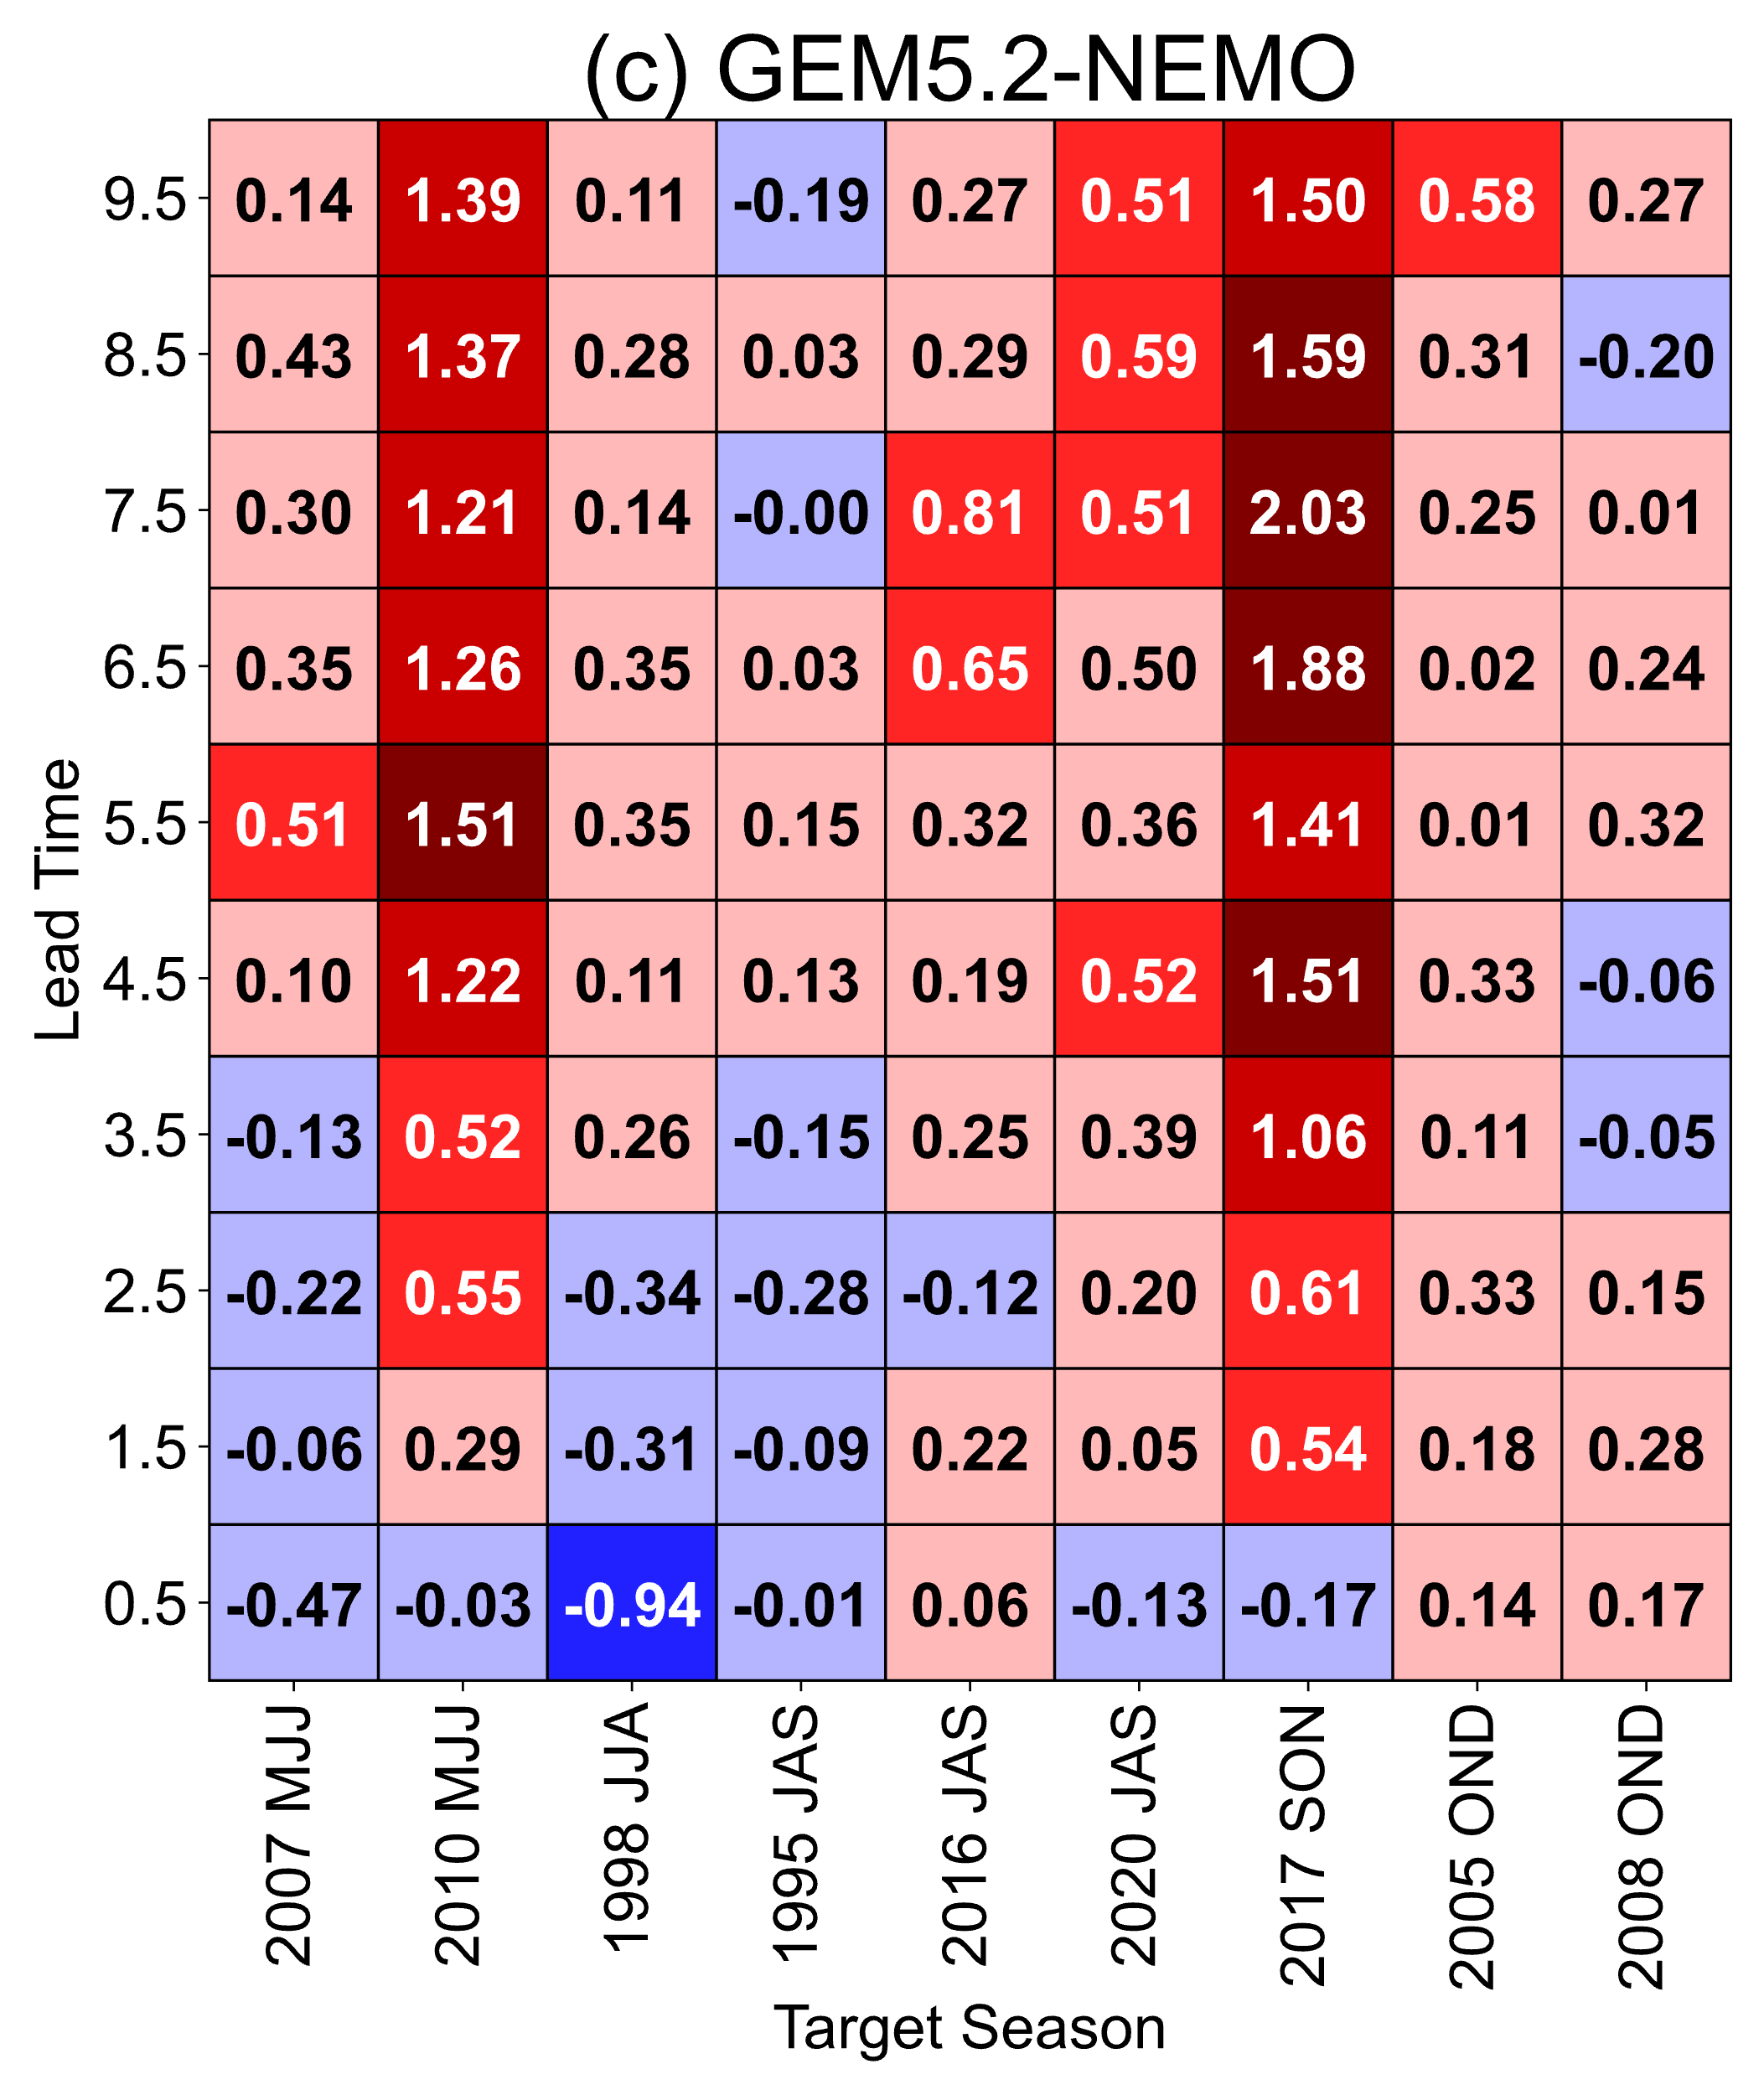 (c) GEM5.2-NEMO
9.5 0.14 1.39 0.11 -0.19 0.27 0.51 1.50 0.58 0.27
8.5 0.43 1.37 0.28 0.03 0.29 0.59 1.59 0.31 -0.20
7.5 0.30 1.21 0.14 -0.00 0.81 0.51 2.03 0.25 0.01
6.5 0.35 1.26 0.35 0.03 0.65 0.50 1.88 0.02 0.24
5.5 0.51 1.51 0.35 0.15 0.32 0.36 1.41 0.01 0.32
4.5 0.10 1.22 0.11 0.13 0.19 0.52 1.51 0.33 -0.06
3.5 -0.13 0.52 0.26 -0.15 0.25 0.39 1.06 0.11 -0.05
2.5 -0.22 0.55 -0.34 -0.28 -0.12 0.20 0.61 0.33 0.15
1.5 -0.06 0.29 -0.31 -0.09 0.22 0.05 0.54 0.18 0.28
0.5 -0.47 -0.03 -0.94 -0.01 0.06 -0.13 -0.17 0.14 0.17
Lead Time
2007 MJJ
2010 MJJ
1998 JJA
1995 JAS
2016 JAS
2020 JAS
2017 SON
2005 OND
2008 OND
Target Season